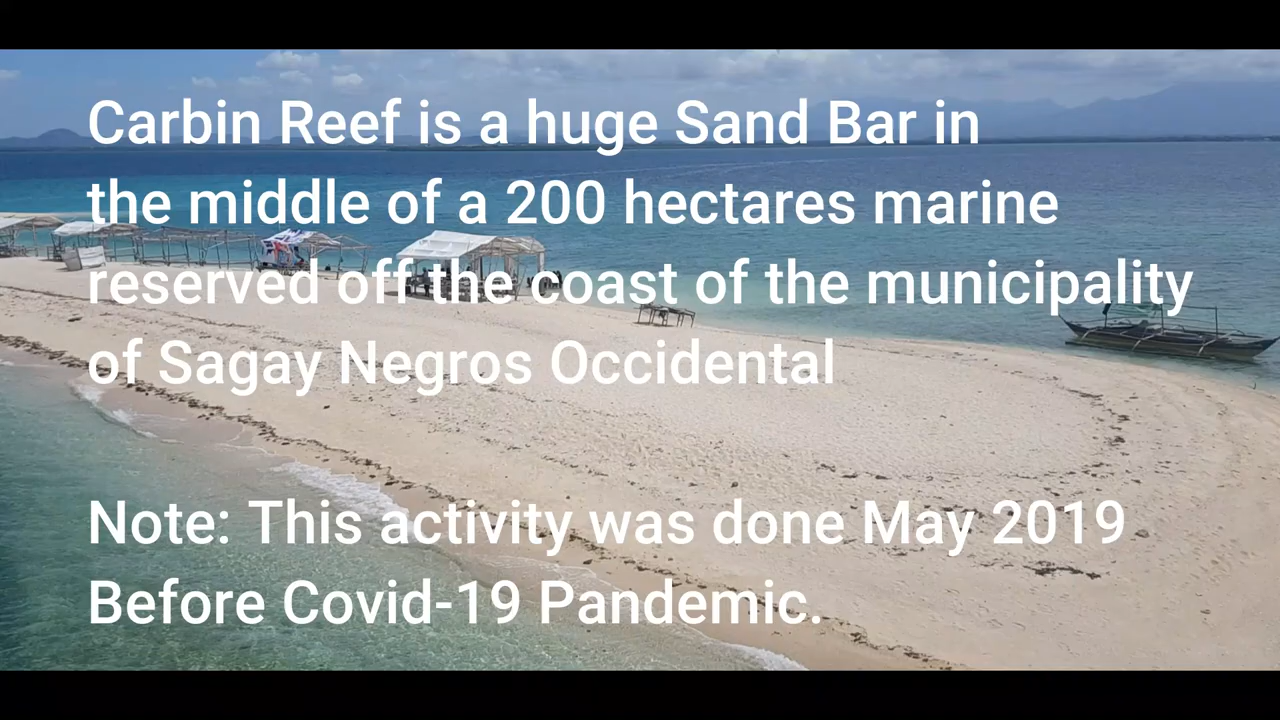 Carbin Reef is a huge Sand Bar in
the middle of a 200 hectares marine
reserved off the coast of the municipality
of Sagay Negros Occidental
Note: This activity was done May 2019
Before Covid-19 Pandemic.